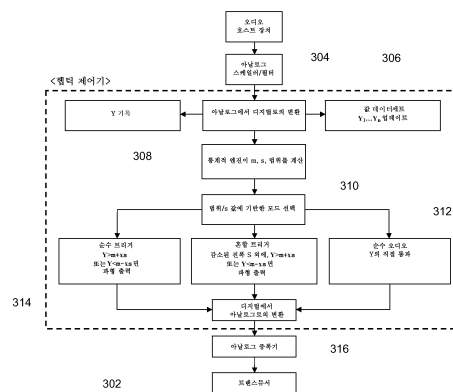 오디오
호스트 장치
아날로그
스케일러/필터
304
306
<햅틱 제어기>
Y 기록
아날로그에서 디지털로의 변환
값 데이터세트
Y₁...Yₙ 업데이트
308
통계적 엔진이 m, s, 범위를 계산
310
범위/s 값에 기반한 모드 선택
312
순수 트리거
Y>m+xs
또는 Y<m-xs 면
파형 출력
혼합 트리거
감소된 진폭 S 외에, Y>m+xs
또는 Y<m-xs 면
파형 출력
순수 오디오
Y의 직접 통과
314
디지털에서
아날로그로의 변환
아날로그 증폭기
316
302
트랜스듀서